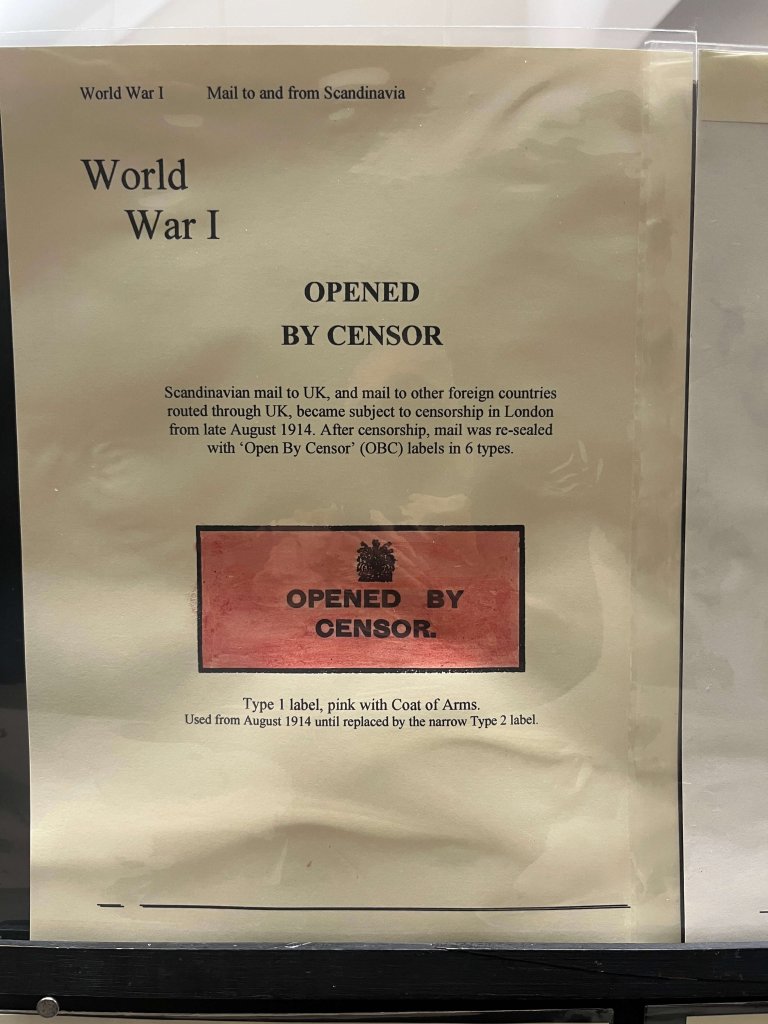 World War I Mail to and from Scandinavia
World
War I
OPENED
BY CENSOR
Scandinavian mail to UK, and mail to other foreign countries
routed through UK, became subject to censorship in London
from late August 1914. After censorship, mail was re-sealed
with ‘Open By Censor’ (OBC) labels in 6 types.
OPENED BY
CENSOR.
Type 1 label, pink with Coat of Arms.
Used from August 1914 until replaced by the narrow Type 2 label.